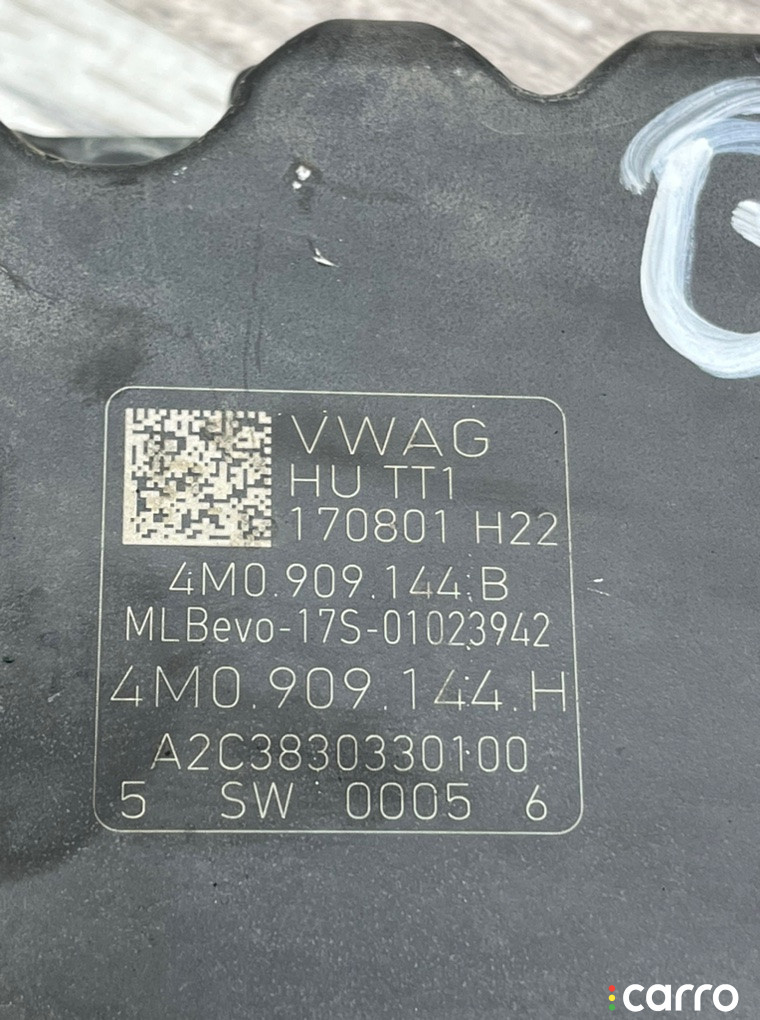 VWAG
HU TT1
170801 H22
4M0.909.144.B
MLBevo-17S-01023942
4M0.909.144.H
A2C3830330100
5 SW 0005 6
carro